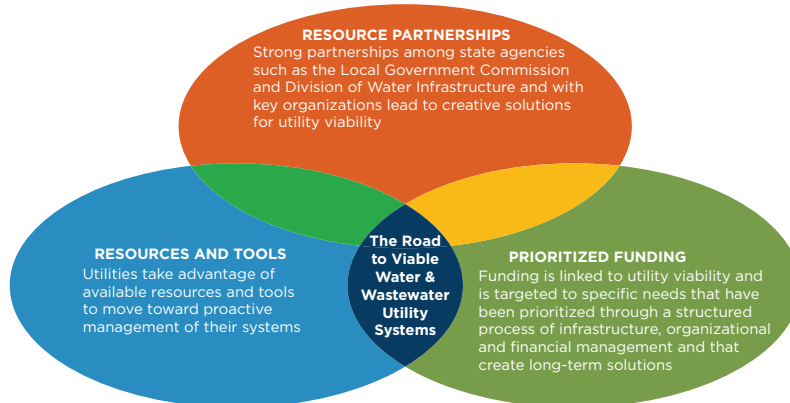 RESOURCE PARTNERSHIPS
Strong partnerships among state agencies
such as the Local Government Commission
and Division of Water Infrastructure and with
key organizations lead to creative solutions
for utility viability
RESOURCES AND TOOLS
Utilities take advantage of
available resources and tools
to move toward proactive
management of their systems
The Road
to Viable
Water &
Wastewater
Utility
Systems
PRIORITIZED FUNDING
Funding is linked to utility viability and
is targeted to specific needs that have
been prioritized through a structured
process of infrastructure, organizational
and financial management and that
create long-term solutions